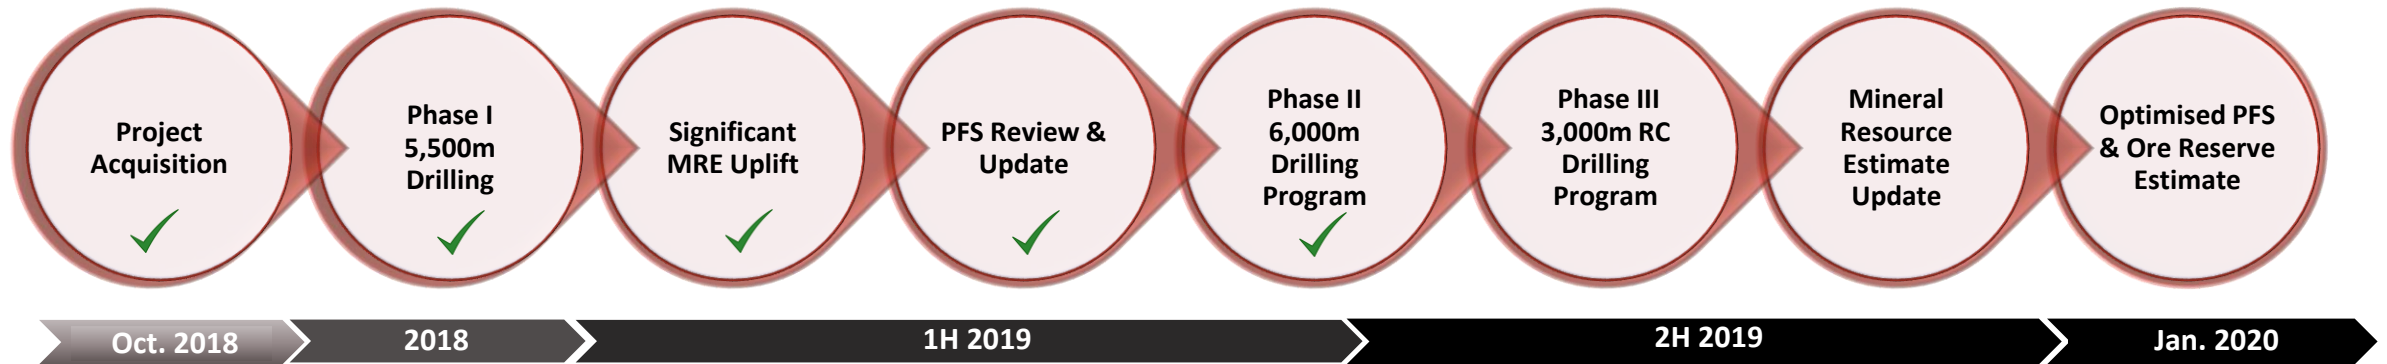 Project
Acquisition
Phase I
5,500m
Drilling
Significant
MRE Uplift
PFS Review &
Update
Phase II
6,000m
Drilling
Program
Phase III
3,000m RC
Drilling
Program
Mineral
Resource
Estimate
Update
Optimised PFS
& Ore Reserve
Estimate
Oct. 2018
2018
1H 2019
2H 2019
Jan. 2020